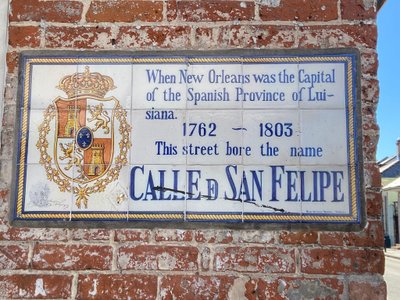 When New Orleans was the Capital
of the Spanish Province of Lui-
siana.
1762 ~ 1803
This street bore the name
CALLE D SAN FELIPE